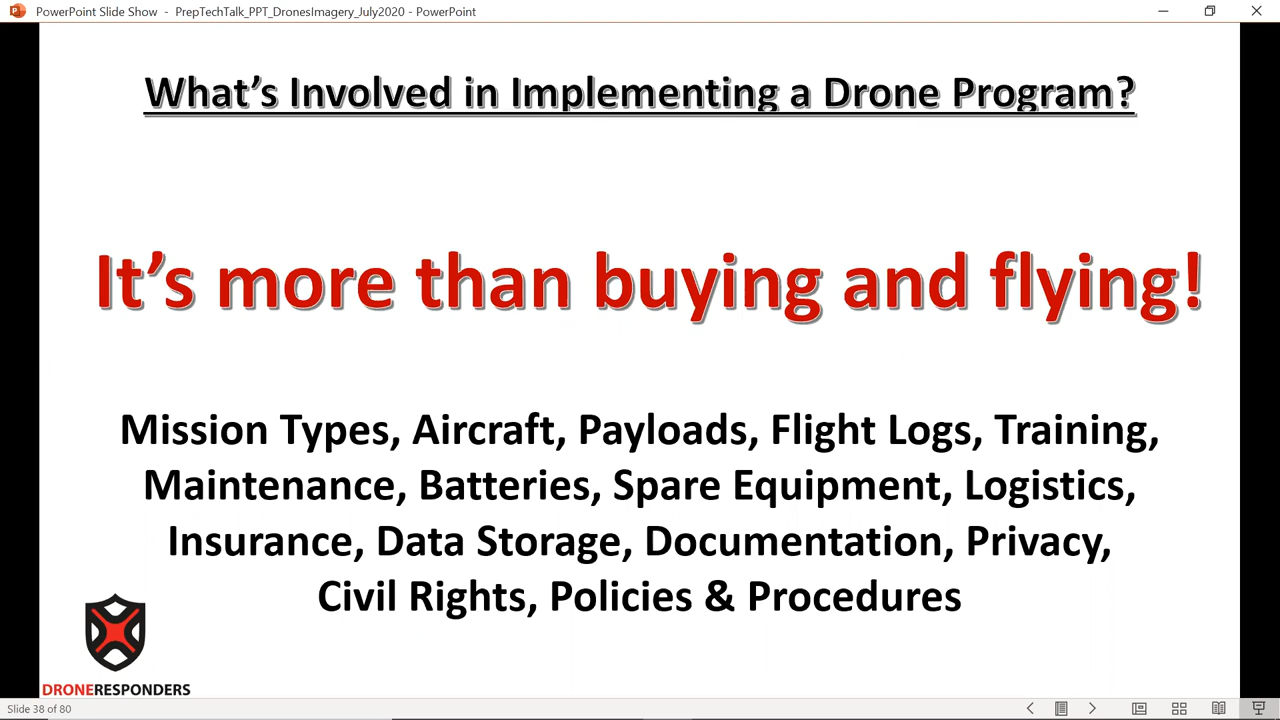 PowerPoint Slide Show - PrepTechTalk_PPT_DronesImagery_July2020 - PowerPoint
What’s Involved in Implementing a Drone Program?
It’s more than buying and flying!
Mission Types, Aircraft, Payloads, Flight Logs, Training,
Maintenance, Batteries, Spare Equipment, Logistics,
Insurance, Data Storage, Documentation, Privacy,
Civil Rights, Policies & Procedures
DRONERESPONDERS
Slide 38 of 80